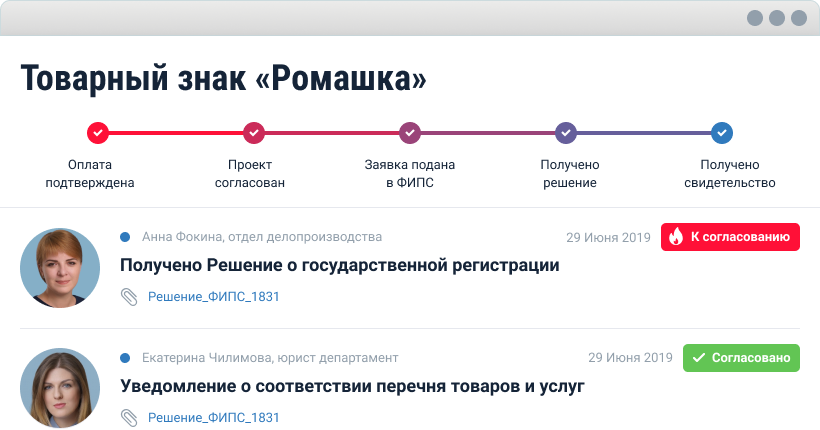 Товарный знак «Ромашка»
Оплата подтверждена
Проект согласован
Заявка подана в ФИПС
Получено решение
Получено свидетельство
Анна Фокина, отдел делопроизводства
29 Июня 2019
К согласованию
Получено Решение о государственной регистрации
Решение_ФИПС_1831
Екатерина Чилимова, юрист департамент
29 Июня 2019
Согласовано
Уведомление о соответствии перечня товаров и услуг
Решение_ФИПС_1831